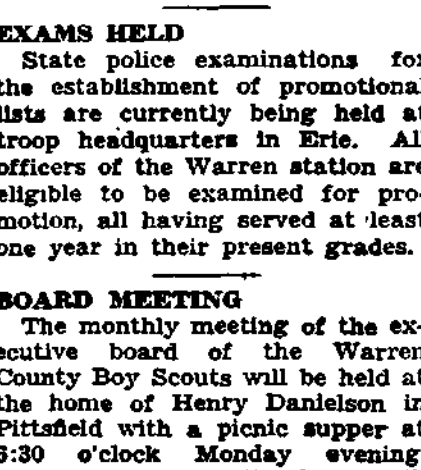 EXAMS HELD
State police examinations for
the establishment of promotional
lists are currently being held at
troop headquarters in Erie. All
officers of the Warren station are
eligible to be examined for pro-
motion, all having served at least
one year in their present grades.
BOARD MEETING
The monthly meeting of the ex-
ecutive board of the Warren
County Boy Scouts will be held at
the home of Henry Danielson in
Pittsfield with a picnic supper at
6:30 o'clock Monday evening